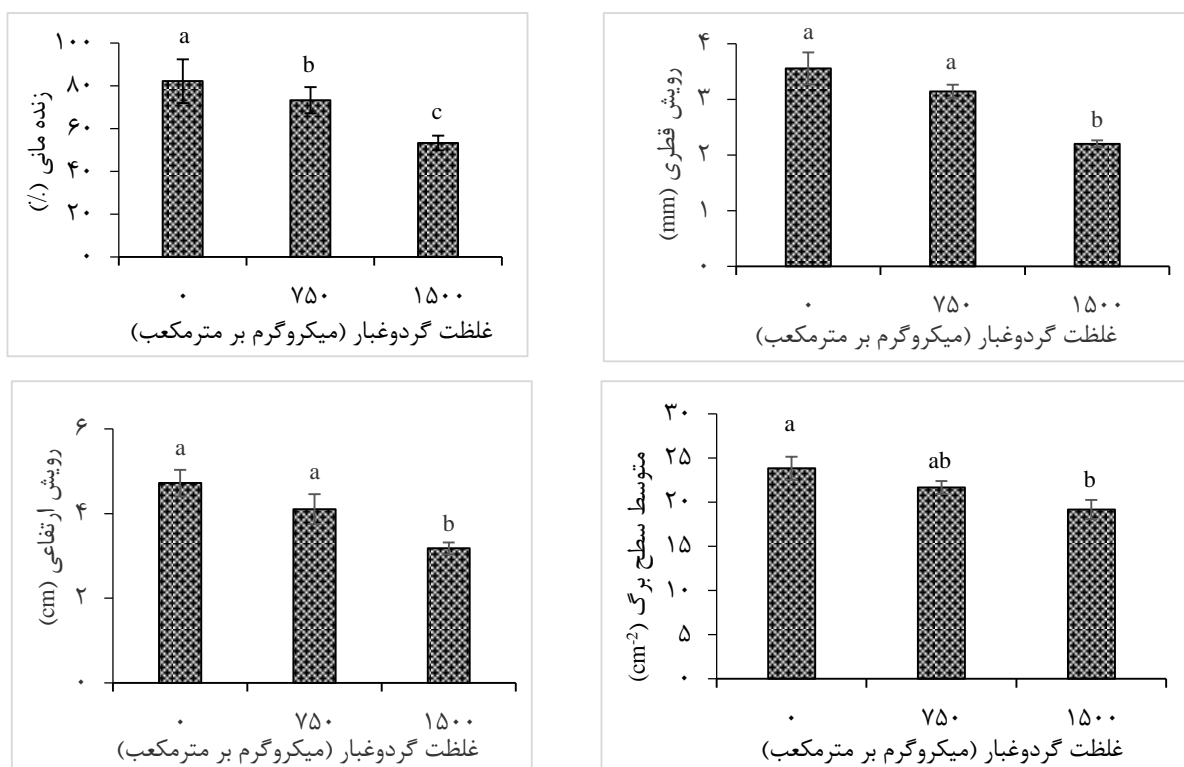 زنده مانی (٪)
۱۰۰
۸۰
۶۰
۴۰
۲۰
۰
a
b
c
۰ ۷۵۰ ۱۵۰۰
غلظت گردوغبار (میکروگرم بر مترمکعب)
رویش قطری (mm)
۴
۳
۲
۱
۰
a
a
b
۰ ۷۵۰ ۱۵۰۰
غلظت گردوغبار (میکروگرم بر مترمکعب)
رویش ارتفاعی (cm)
۶
۴
۲
۰
a
a
b
۰ ۷۵۰ ۱۵۰۰
غلظت گردوغبار (میکروگرم بر مترمکعب)
متوسط سطح برگ (cm⁻²)
۳۰
۲۵
۲۰
۱۵
۱۰
۵
۰
a
ab
b
۰ ۷۵۰ ۱۵۰۰
غلظت گردوغبار (میکروگرم بر مترمکعب)